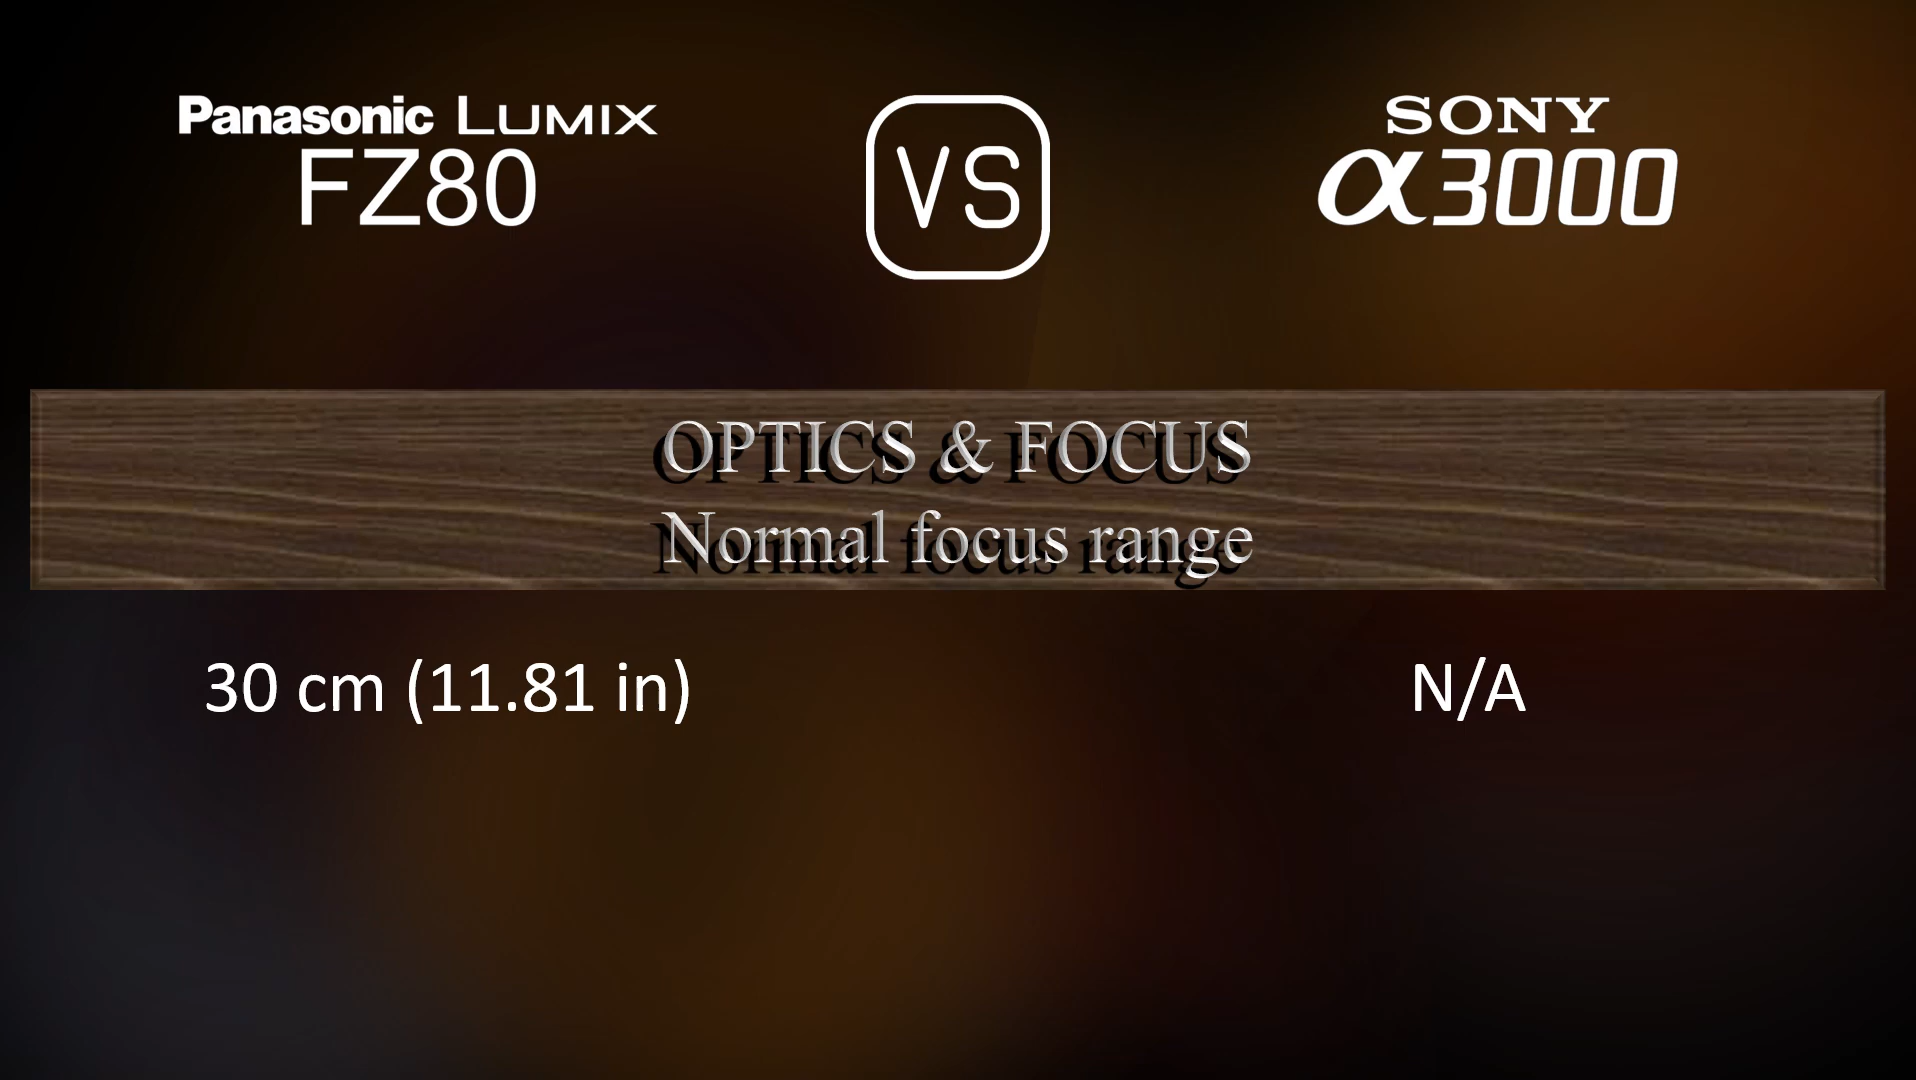 Panasonic LUMIX
FZ80
VS
SONY
α3000
OPTICS & FOCUS
Normal focus range
30 cm (11.81 in)
N/A